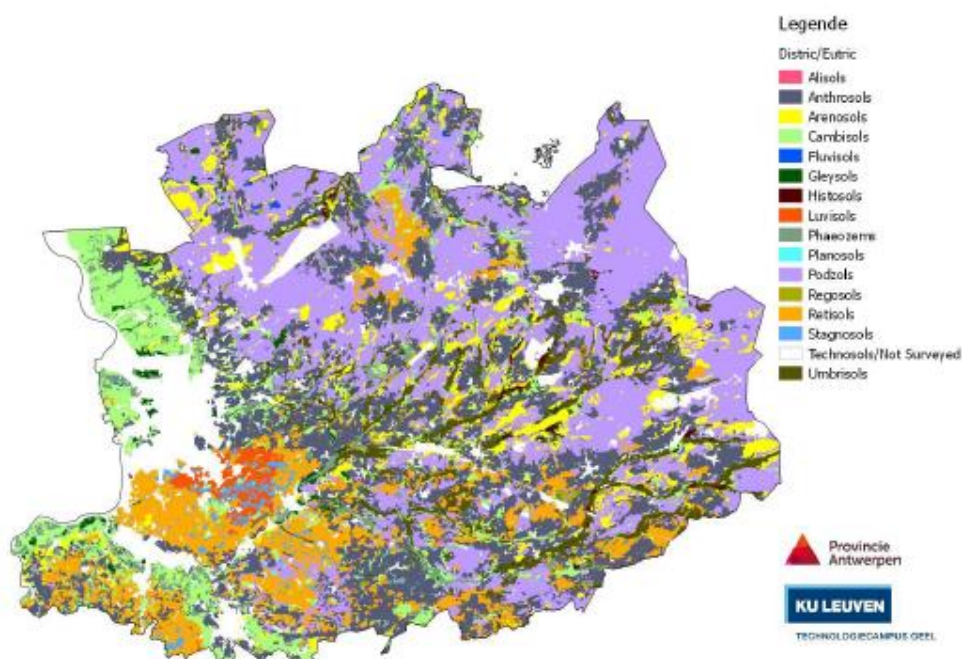 Legende
Distric/Eutric
Alisols
Anthrosols
Arenosols
Cambisols
Fluvisols
Gleysols
Histosols
Luvisols
Phaeozems
Planosols
Podzols
Regosols
Retisols
Stagnosols
Technosols/Not Surveyed
Umbrisols
Provincie
Antwerpen
KU LEUVEN
TECHNOLOGIECAMPUS GEEL